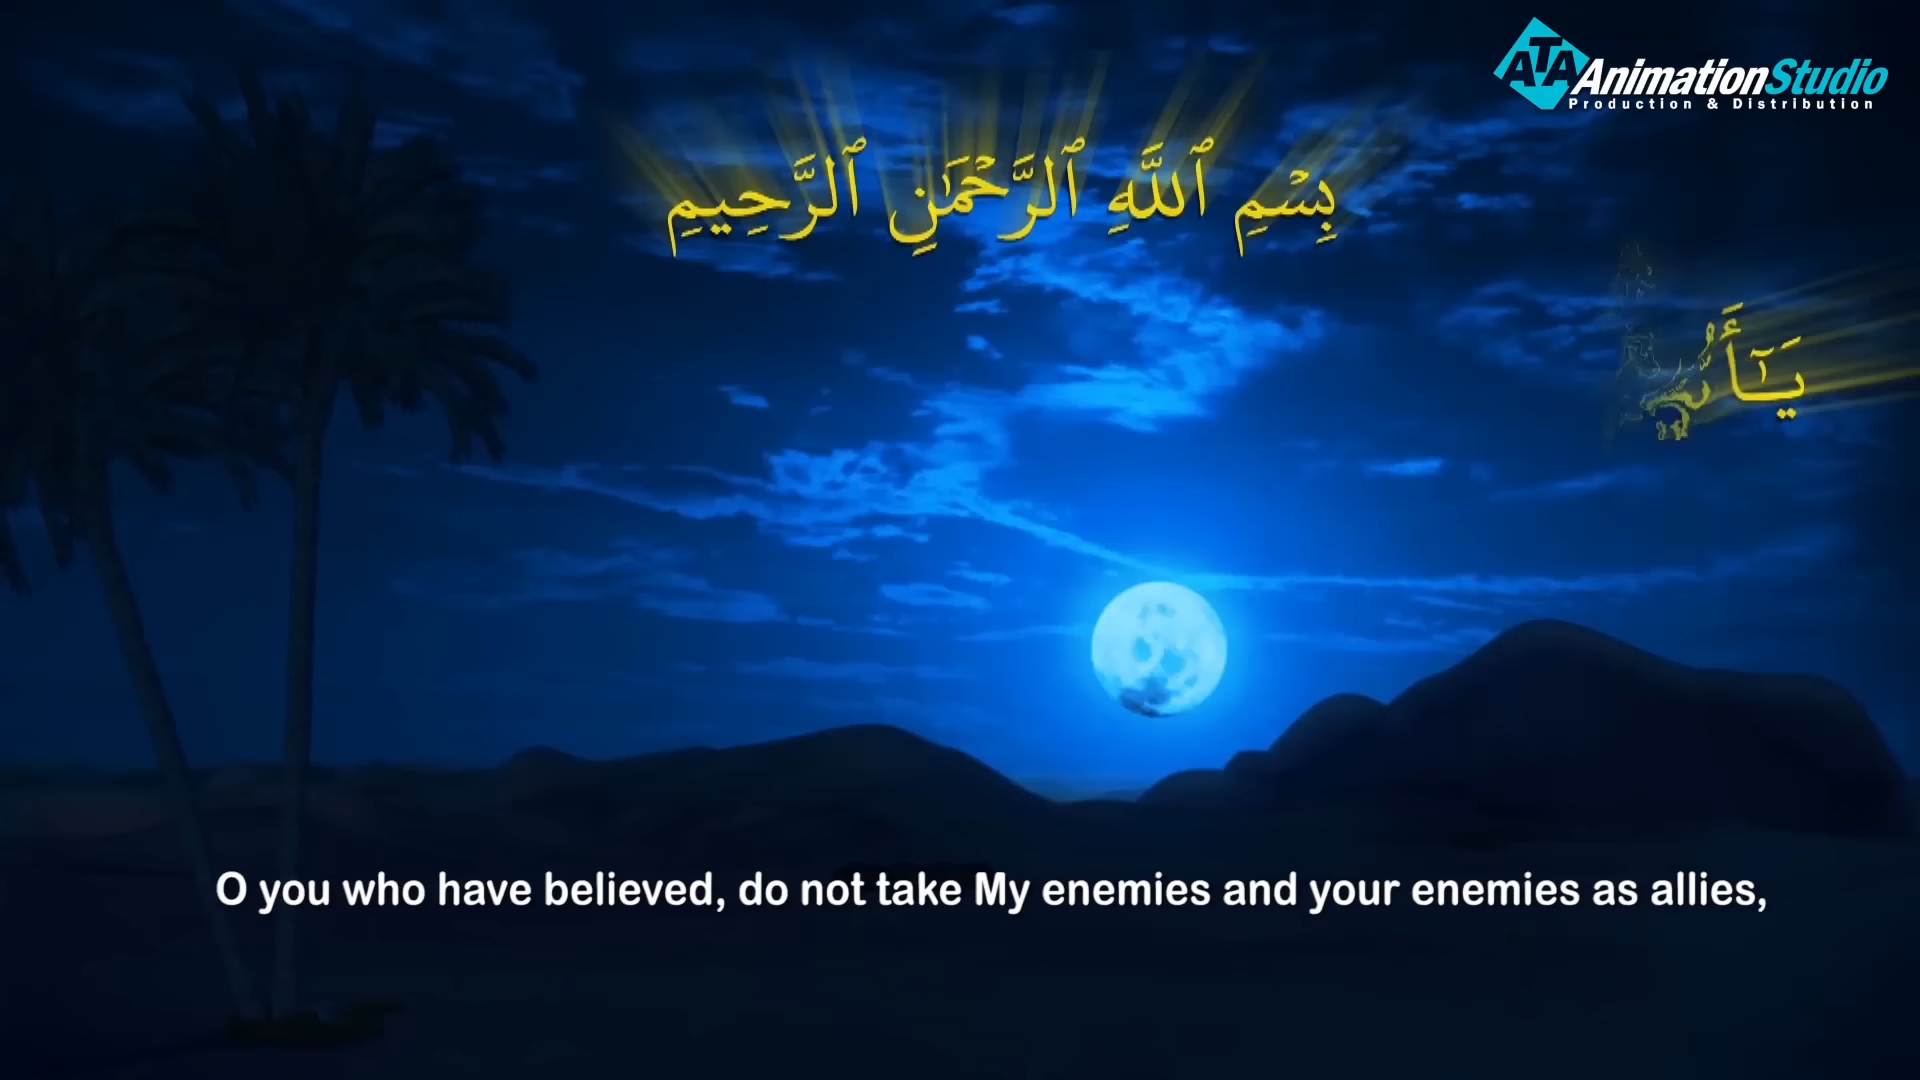 ATA AnimationStudio
Production & Distribution
بِسْمِ ٱللَّهِ ٱلرَّحْمَٰنِ ٱلرَّحِيمِ
O you who have believed, do not take My enemies and your enemies as allies,